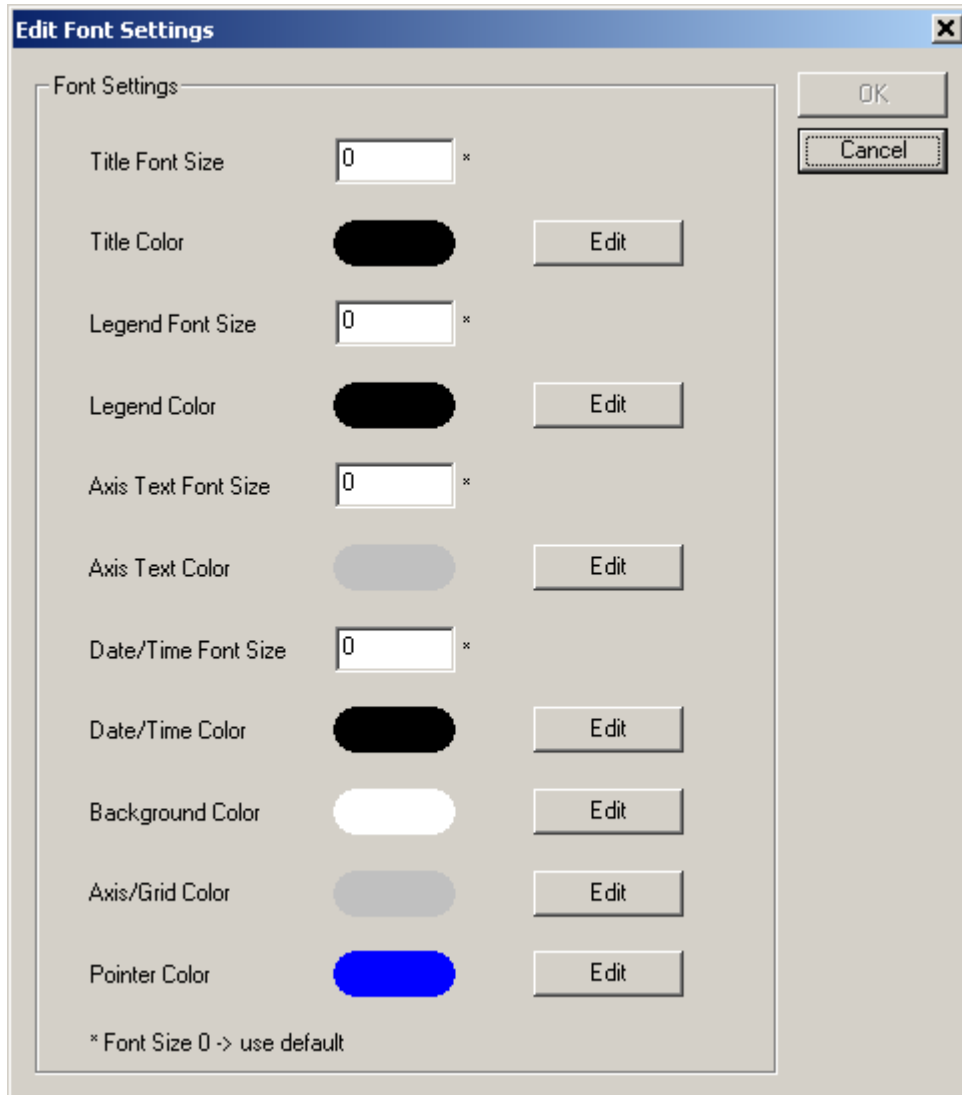 Edit Font Settings
Font Settings
OK
Cancel
Title Font Size 0 *
Title Color Edit
Legend Font Size 0 *
Legend Color Edit
Axis Text Font Size 0 *
Axis Text Color Edit
Date/Time Font Size 0 *
Date/Time Color Edit
Background Color Edit
Axis/Grid Color Edit
Pointer Color Edit
* Font Size 0 -> use default